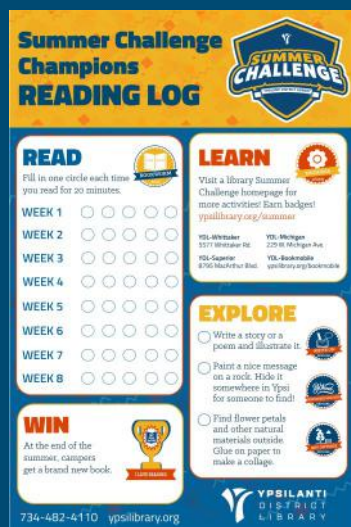 Summer Challenge
Champions
READING LOG
SUMMER
CHALLENGE
READ
Fill in one circle each time
you read for 20 minutes.
WEEK 1
WEEK 2
WEEK 3
WEEK 4
WEEK 5
WEEK 6
WEEK 7
WEEK 8
WIN
At the end of the
summer, campers
get a brand new book.
I LOVE READING
LEARN
Visit a library Summer
Challenge homepage for
more activities! Earn badges!
ypsilibrary.org/summer
YDL-Whittaker
5577 Whittaker Rd.
YDL-Michigan
229 W. Michigan Ave.
YDL-Superior
8795 MacArthur Blvd.
YDL-Bookmobile
ypsilibrary.org/bookmobile
EXPLORE
Write a story or a
poem and illustrate it.
Paint a nice message
on a rock. Hide it
somewhere in Ypsi
for someone to find!
Find flower petals
and other natural
materials outside.
Glue on paper to
make a collage.
734-482-4110 ypsilibrary.org
YPSILANTI
DISTRICT
LIBRARY